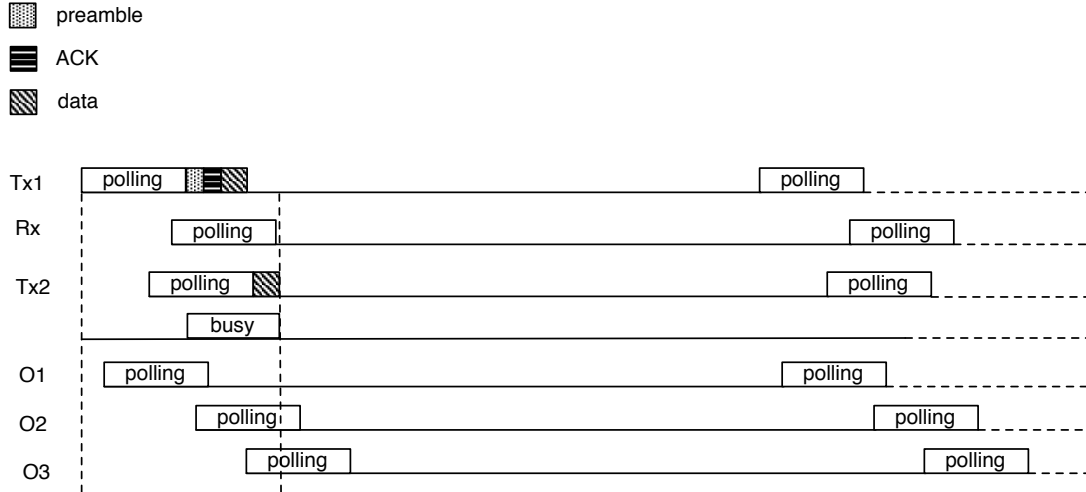 preamble
ACK
data
Tx1 polling polling
Rx polling polling
Tx2 polling polling
busy
O1 polling polling
O2 polling polling
O3 polling polling